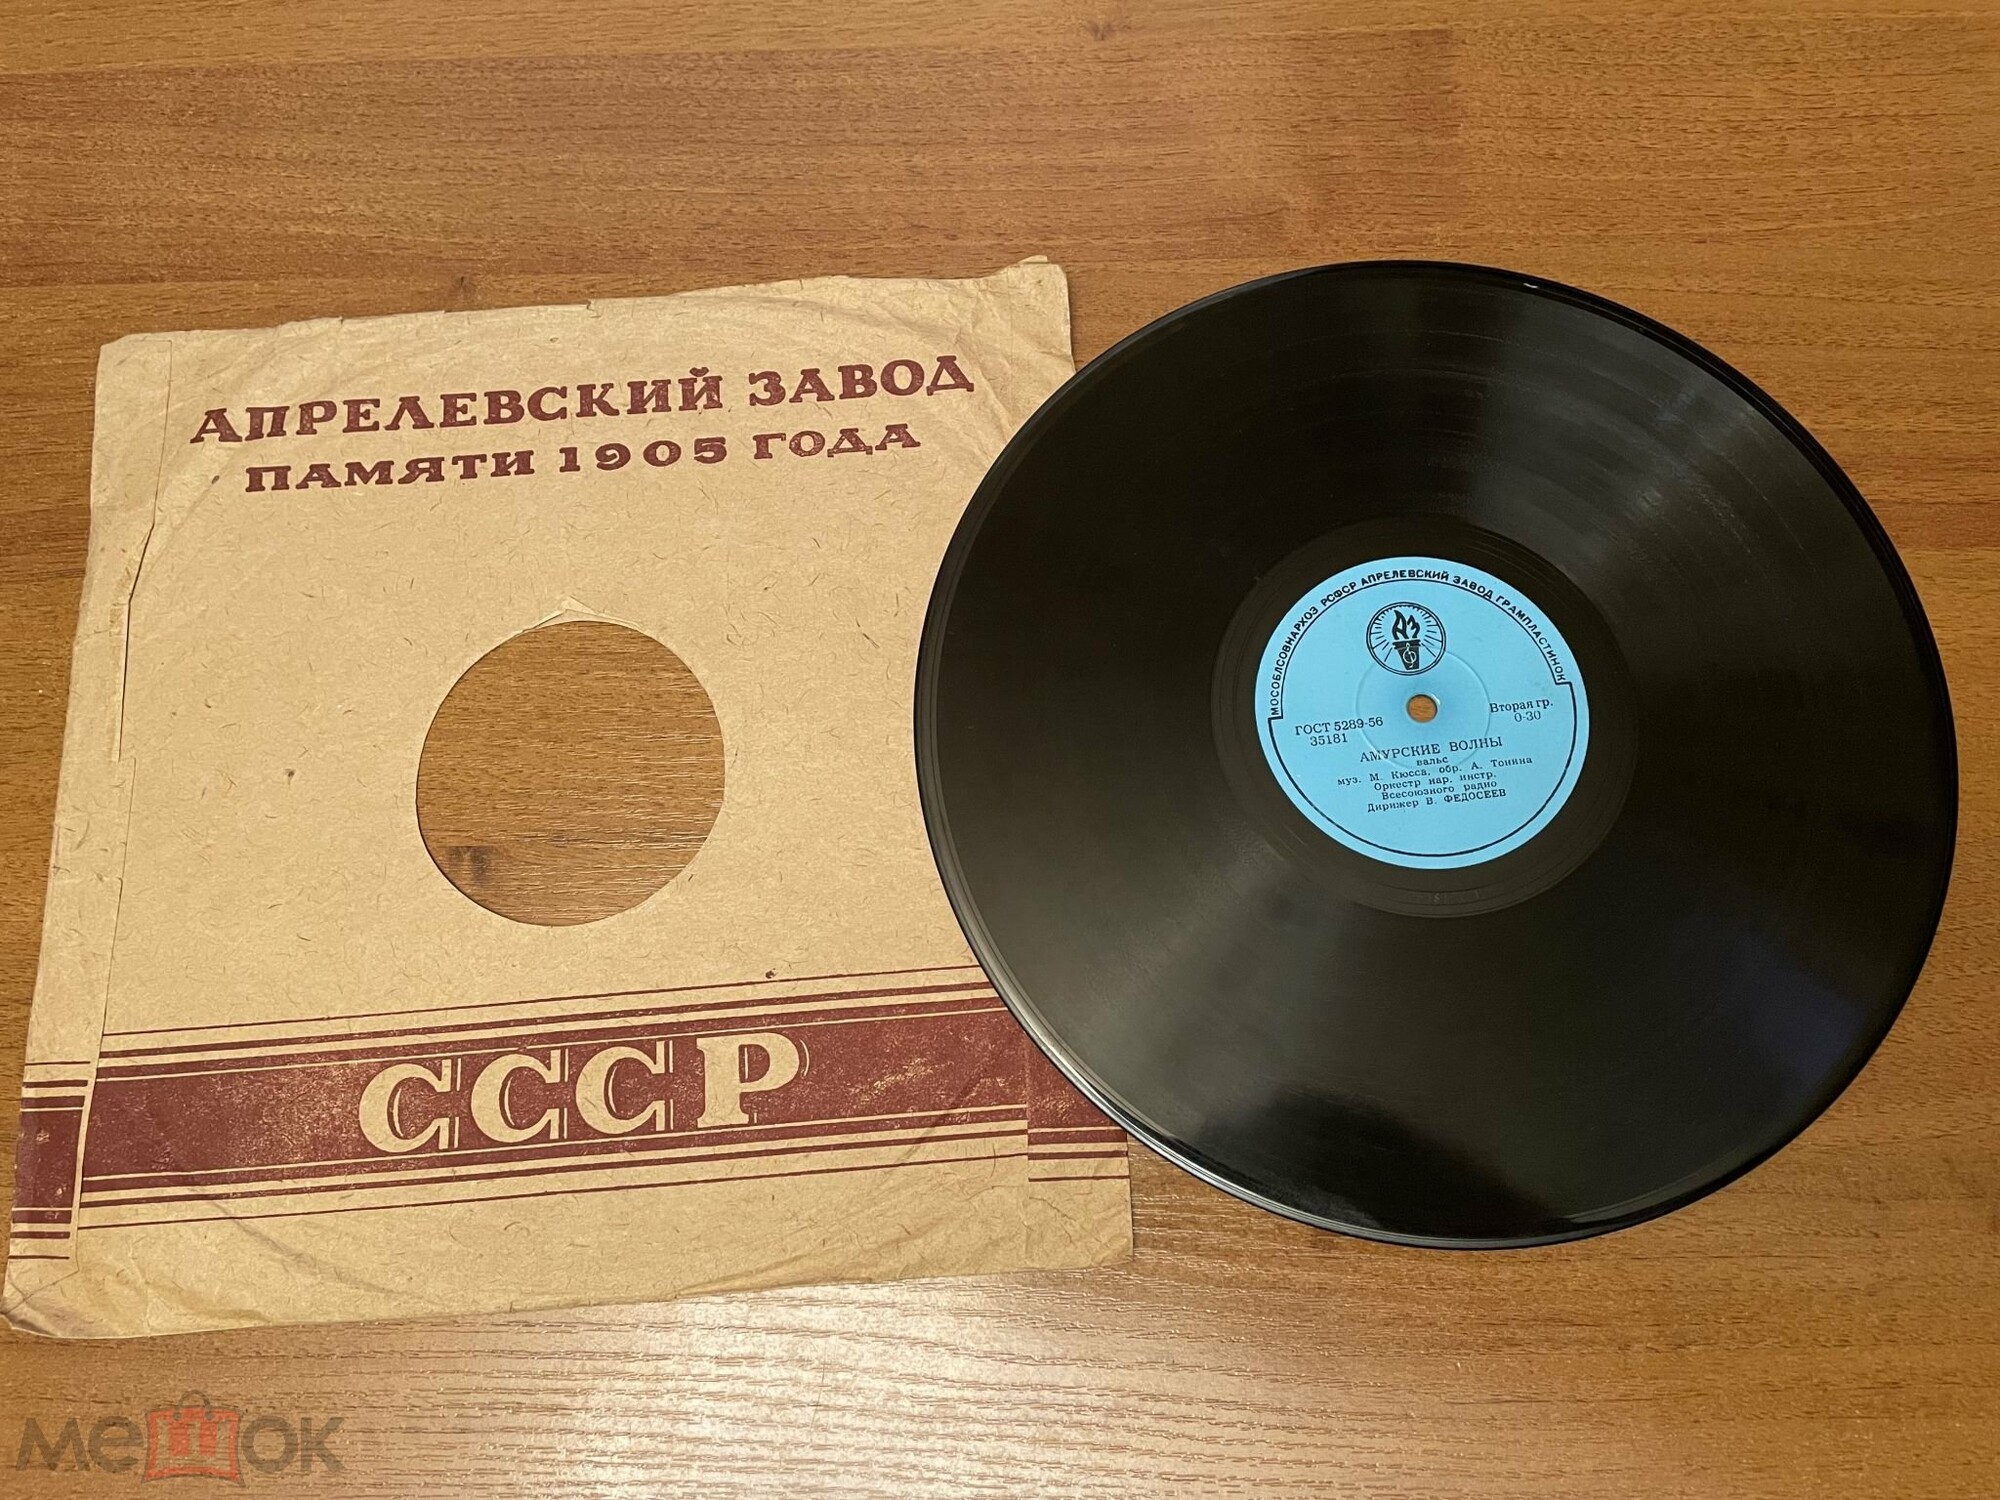 АПРЕЛЕВСКИЙ ЗАВОД
ПАМЯТИ 1905 ГОДА
СССР
МОСОБЛСОВНАРХОЗ РСФСР АПРЕЛЕВСКИЙ ЗАВОД ГРАМПЛАСТИНОК
АЗ
ГОСТ 5289-56
35181
Вторая гр.
0-30
АМУРСКИЕ ВОЛНЫ
вальс
муз. М. Кюсса, обр. А. Тонина
Оркестр нар. инстр.
Всесоюзного радио
Дирижер В. ФЕДОСЕЕВ
мешок